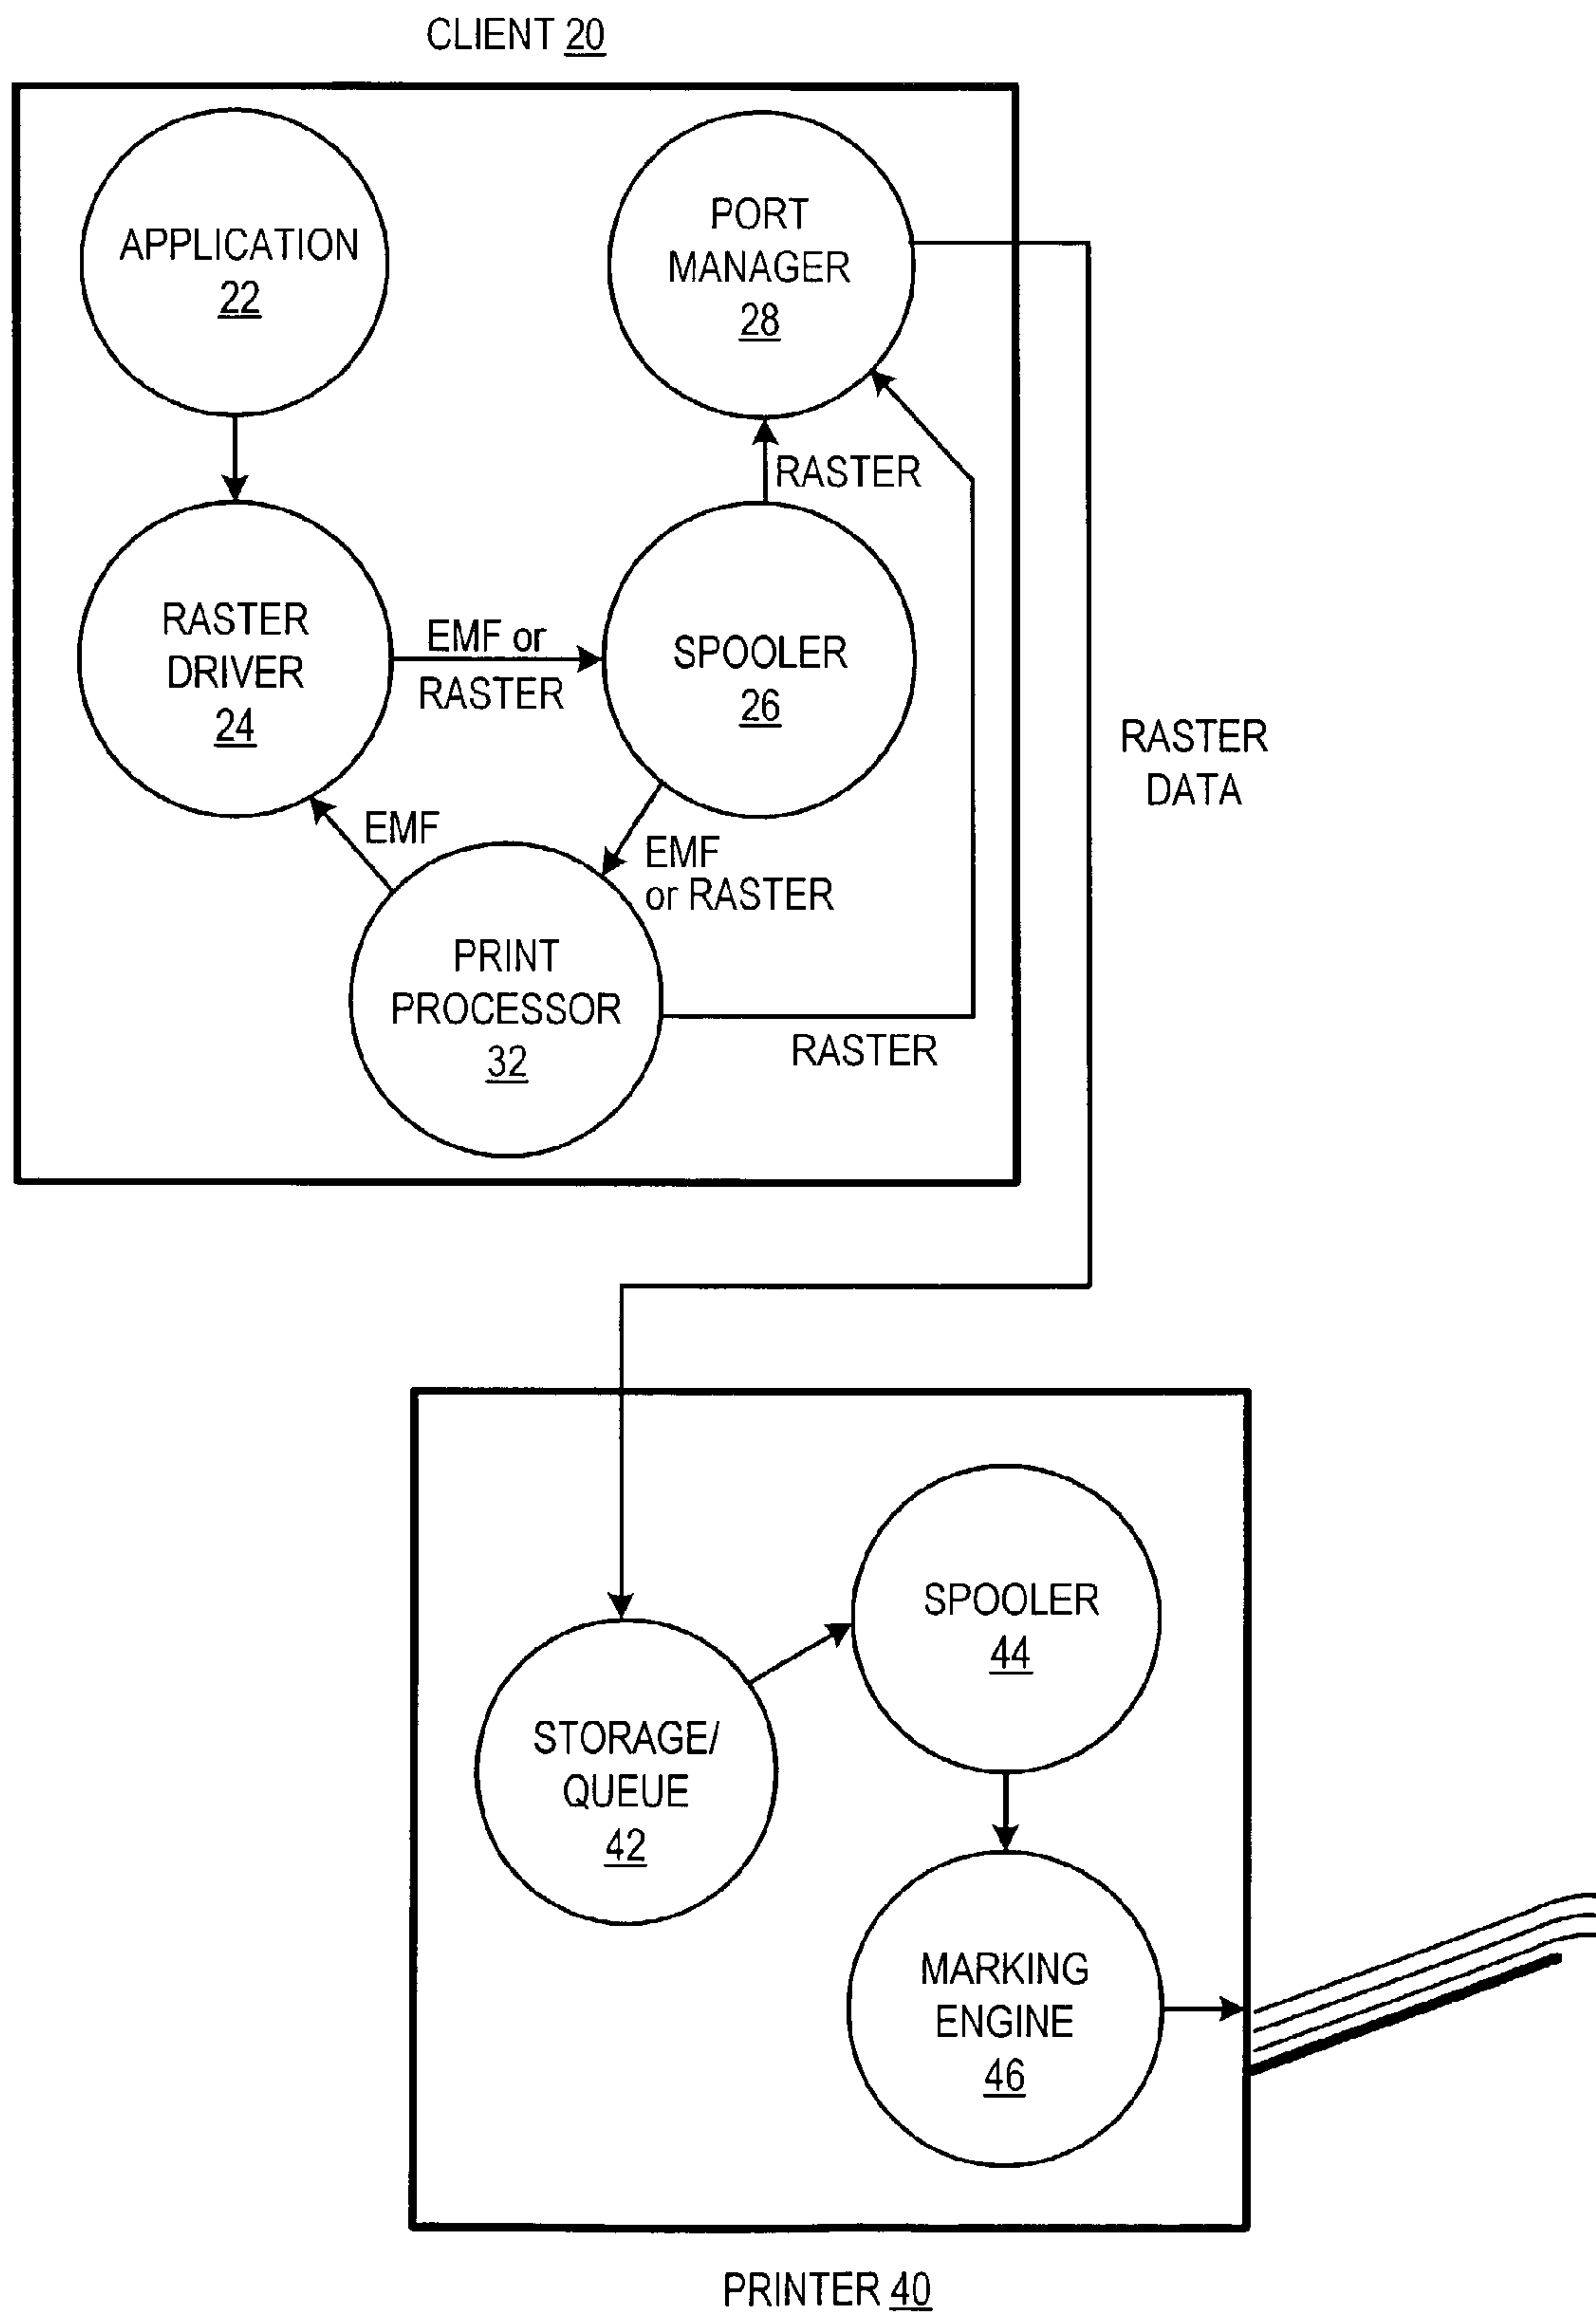 CLIENT 20
APPLICATION
22
PORT
MANAGER
28
RASTER
RASTER
DRIVER
24
EMF or
RASTER
SPOOLER
26
RASTER
DATA
EMF
EMF
or RASTER
PRINT
PROCESSOR
32
RASTER
SPOOLER
44
STORAGE/
QUEUE
42
MARKING
ENGINE
46
PRINTER 40